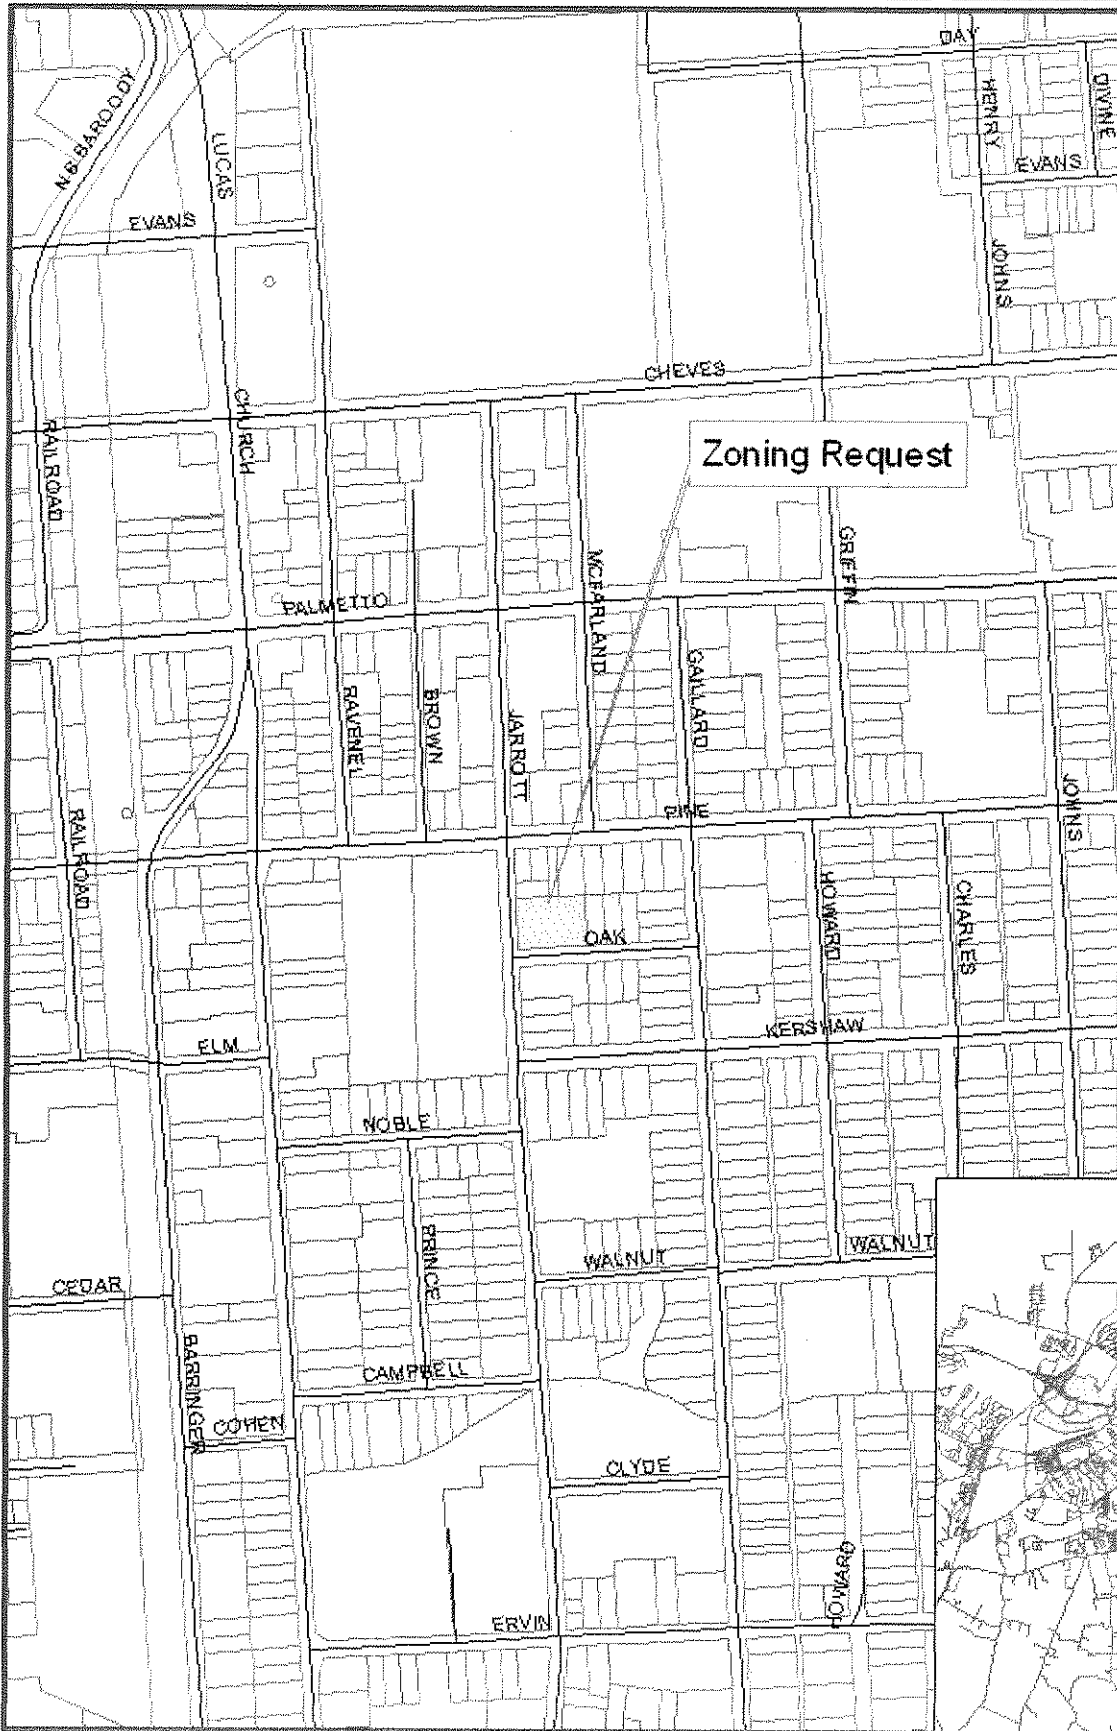 DAY
N B BAROODY
LUCAS
HENRY
DIVINE
EVANS
EVANS
JOHNS
CHEVES
CHURCH
RAILROAD
Zoning Request
GRIFFIN
MCFARLAND
PALMETTO
GAILLARD
RAVENEL
BROWN
JARROTT
JOHNS
PINE
RAILROAD
HOWARD
CHARLES
OAK
KERSHAW
ELM
NOBLE
PRINCE
WALNUT
WALNUT
CEDAR
BARRINGER
CAMPBELL
COHEN
CLYDE
HOWARD
ERVIN